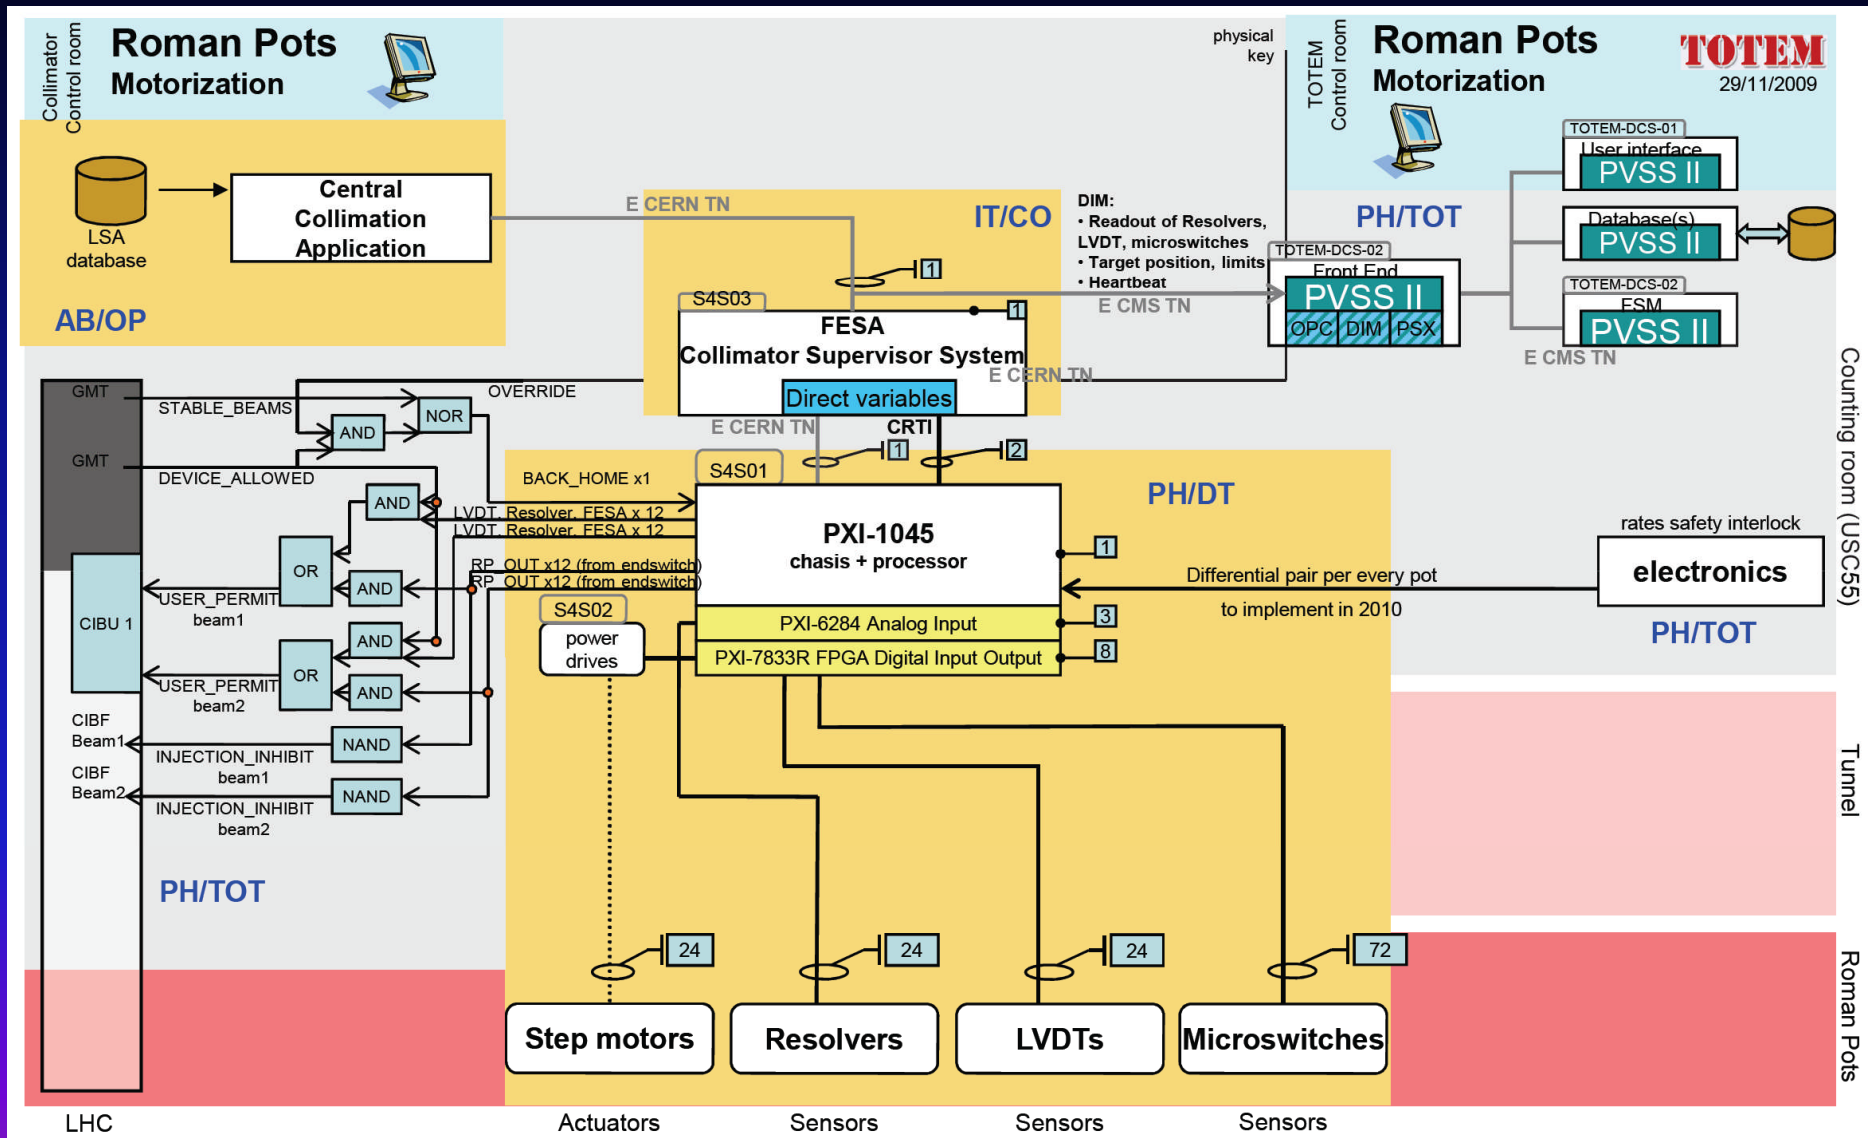 Collimator
Control room
Roman Pots
Motorization
physical
key
TOTEM
Control room
Roman Pots
Motorization
TOTEM
29/11/2009
LSA
database
Central
Collimation
Application
AB/OP
E CERN TN
IT/CO
DIM:
• Readout of Resolvers,
LVDT, microswitches
• Target position, limits
• Heartbeat
E CMS TN
PH/TOT
TOTEM-DCS-02
Front End
PVSS II
OPC
DIM
PSX
TOTEM-DCS-01
User interface
PVSS II
Database(s)
PVSS II
TOTEM-DCS-02
FSM
PVSS II
E CMS TN
1
S4S03
1
FESA
Collimator Supervisor System
E CERN TN
Direct variables
E CERN TN
CRTI
1
2
GMT
STABLE_BEAMS
OVERRIDE
NOR
AND
GMT
DEVICE_ALLOWED
AND
BACK_HOME x1
LVDT, Resolver, FESA x 12
LVDT, Resolver, FESA x 12
RP_OUT x12 (from endswitch)
RP_OUT x12 (from endswitch)
OR
AND
CIBU 1
USER_PERMIT
beam1
AND
OR
AND
USER_PERMIT
beam2
CIBF
Beam1
NAND
INJECTION_INHIBIT
beam1
CIBF
Beam2
NAND
INJECTION_INHIBIT
beam2
PH/TOT
S4S01
PH/DT
PXI-1045
chasis + processor
1
S4S02
power
drives
PXI-6284 Analog Input
3
PXI-7833R FPGA Digital Input Output
8
Differential pair per every pot
to implement in 2010
rates safety interlock
electronics
PH/TOT
Counting room (USC55)
Tunnel
Roman Pots
24
24
24
72
Step motors
Resolvers
LVDTs
Microswitches
LHC
Actuators
Sensors
Sensors
Sensors